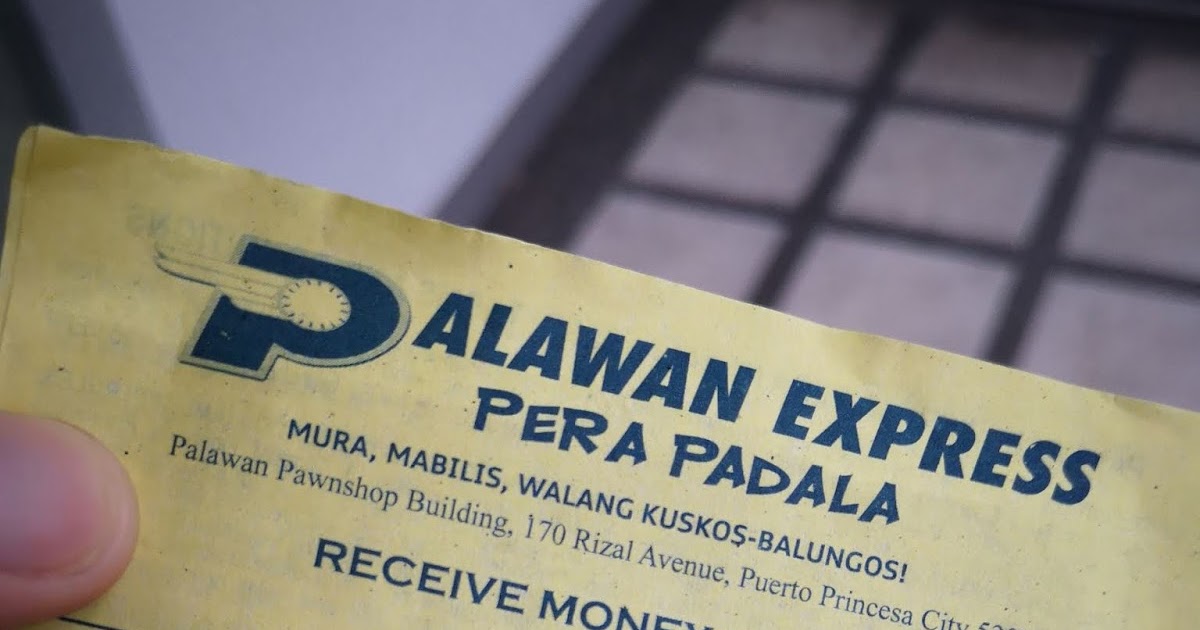 PALAWAN EXPRESS
PERA PADALA
MURA, MABILIS, WALANG KUSKOS-BALUNGOS!
Palawan Pawnshop Building, 170 Rizal Avenue, Puerto Princesa City
RECEIVE MONEY